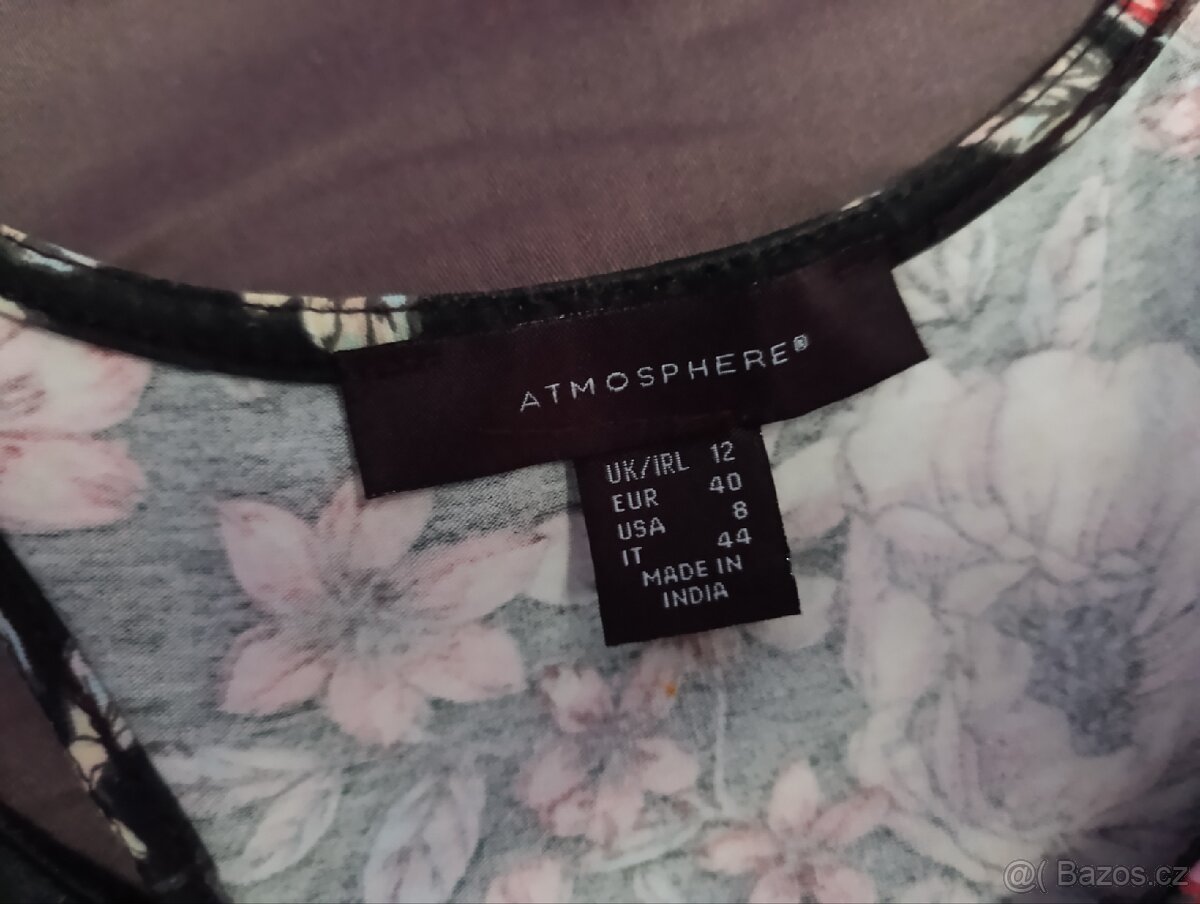 ATMOSPHERE®
UK/IRL 12
EUR 40
USA 8
IT 44
MADE IN
INDIA
@( Bazos.cz